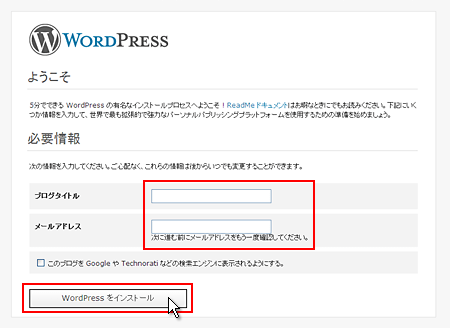 WORDPRESS
ようこそ
5分でできる WordPress の有名なインストールプロセスへようこそ！ReadMe ドキュメントはお暇なときにでもお読みください。下記にいく
つか情報を入力して、世界で最も拡張的で強力なパーソナルパブリッシングプラットフォームを使用するための準備を始めましょう。
必要情報
次の情報を入力してください。ご心配なく、これらの情報は後からいつでも変更することができます。
ブログタイトル
メールアドレス
次に進む前にメールアドレスをもう一度確認してください。
このブログを Google や Technorati などの検索エンジンに表示されるようにする。
WordPress をインストール